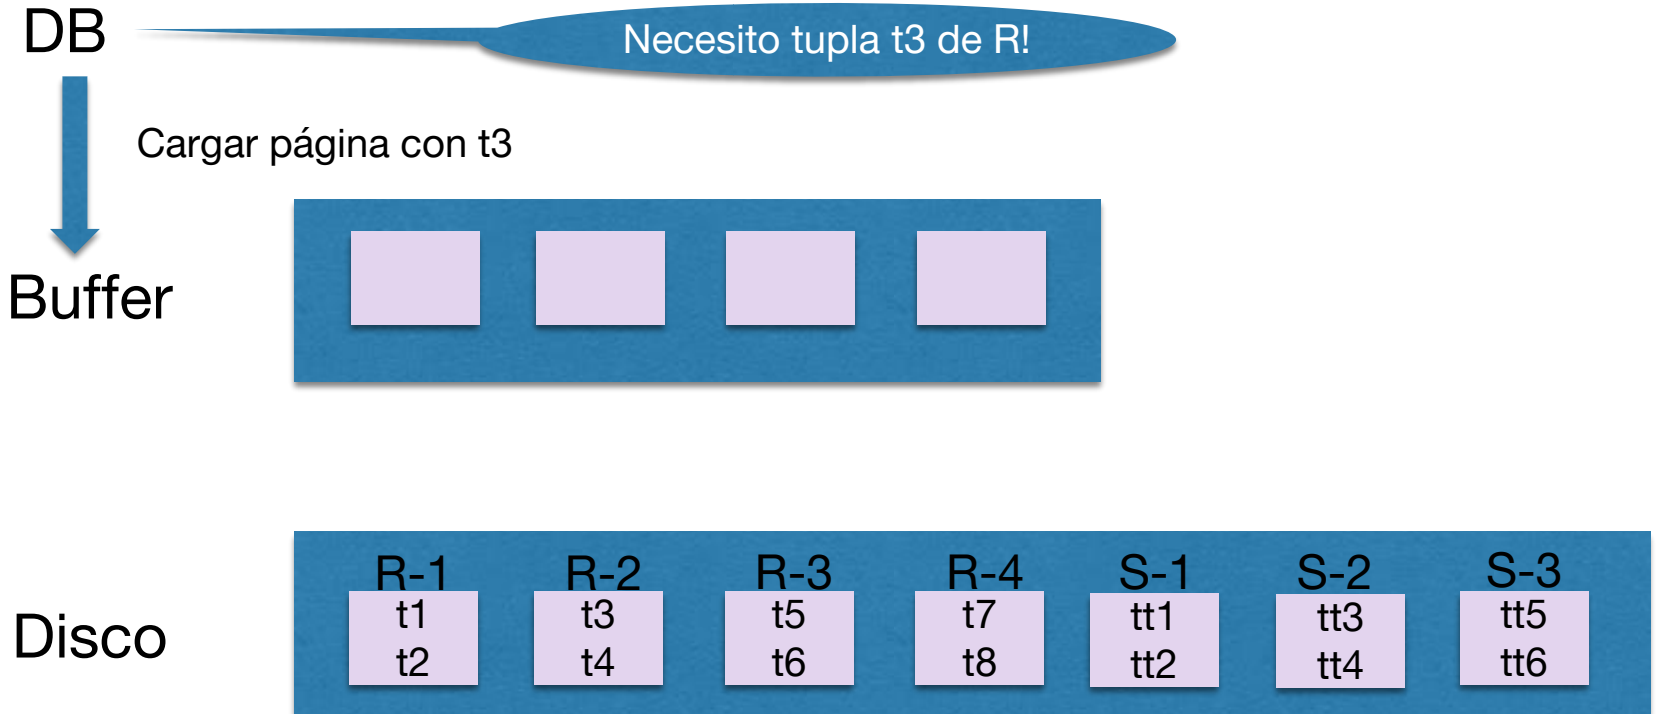 DB
Necesito tupla t3 de R!
Cargar página con t3
Buffer
Disco
R-1 R-2 R-3 R-4 S-1 S-2 S-3
t1 t3 t5 t7 tt1 tt3 tt5
t2 t4 t6 t8 tt2 tt4 tt6